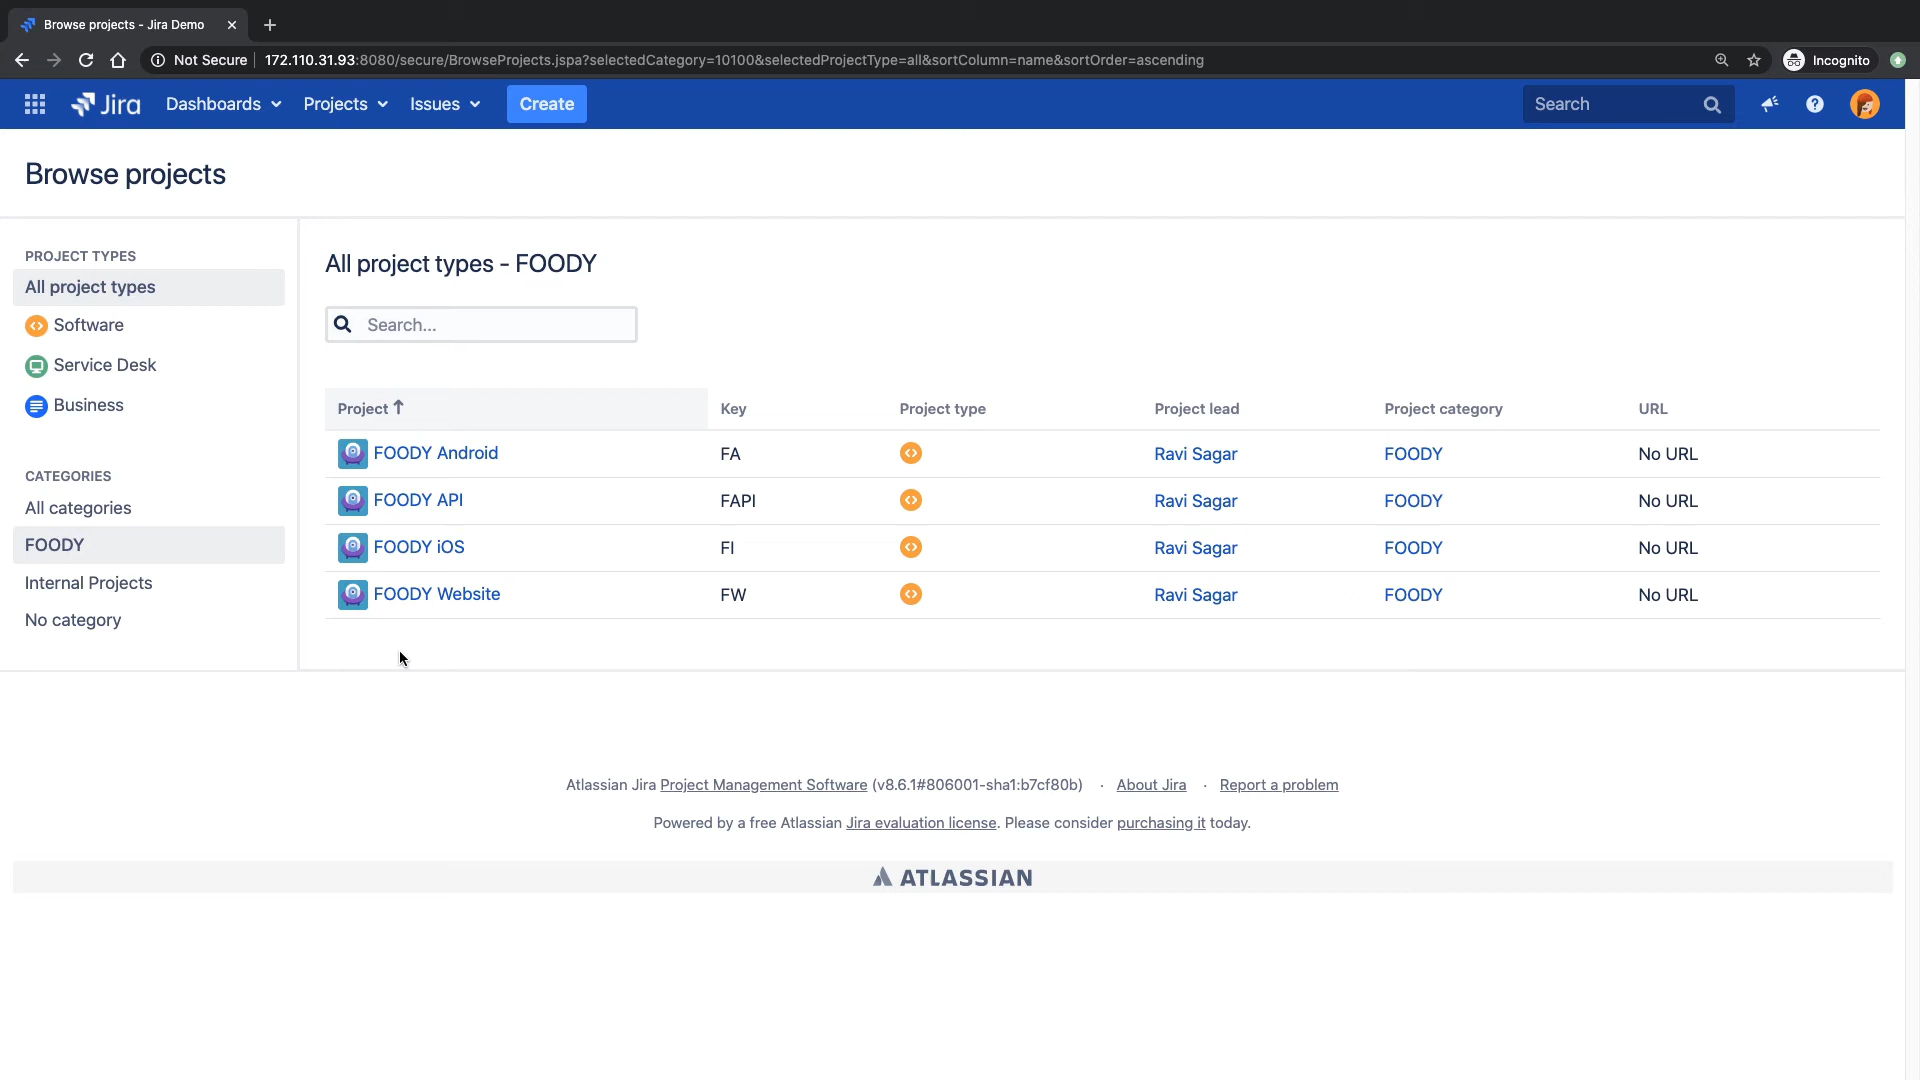 Browse projects - Jira Demo
Not Secure 172.110.31.93:8080/secure/BrowseProjects.jspa?selectedCategory=10100&selectedProjectType=all&sortColumn=name&sortOrder=ascending Incognito
Jira Dashboards Projects Issues Create Search
Browse projects
PROJECT TYPES
All project types
Software
Service Desk
Business
CATEGORIES
All categories
FOODY
Internal Projects
No category
All project types - FOODY
Search...
Project Key Project type Project lead Project category URL
FOODY Android FA Ravi Sagar FOODY No URL
FOODY API FAPI Ravi Sagar FOODY No URL
FOODY iOS FI Ravi Sagar FOODY No URL
FOODY Website FW Ravi Sagar FOODY No URL
Atlassian Jira Project Management Software (v8.6.1#806001-sha1:b7cf80b) · About Jira · Report a problem
Powered by a free Atlassian Jira evaluation license. Please consider purchasing it today.
ATLASSIAN